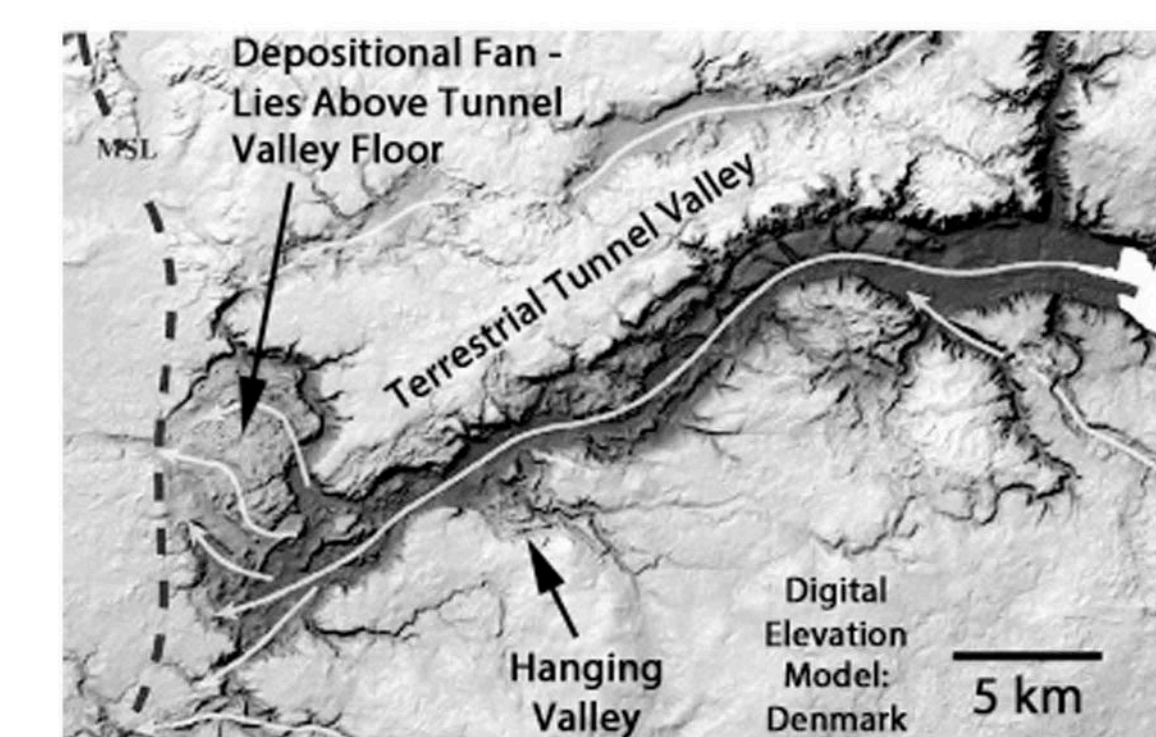 Depositional Fan -
Lies Above Tunnel
Valley Floor
MSL
Terrestrial Tunnel Valley
Hanging
Valley
Digital
Elevation
Model:
Denmark
5 km